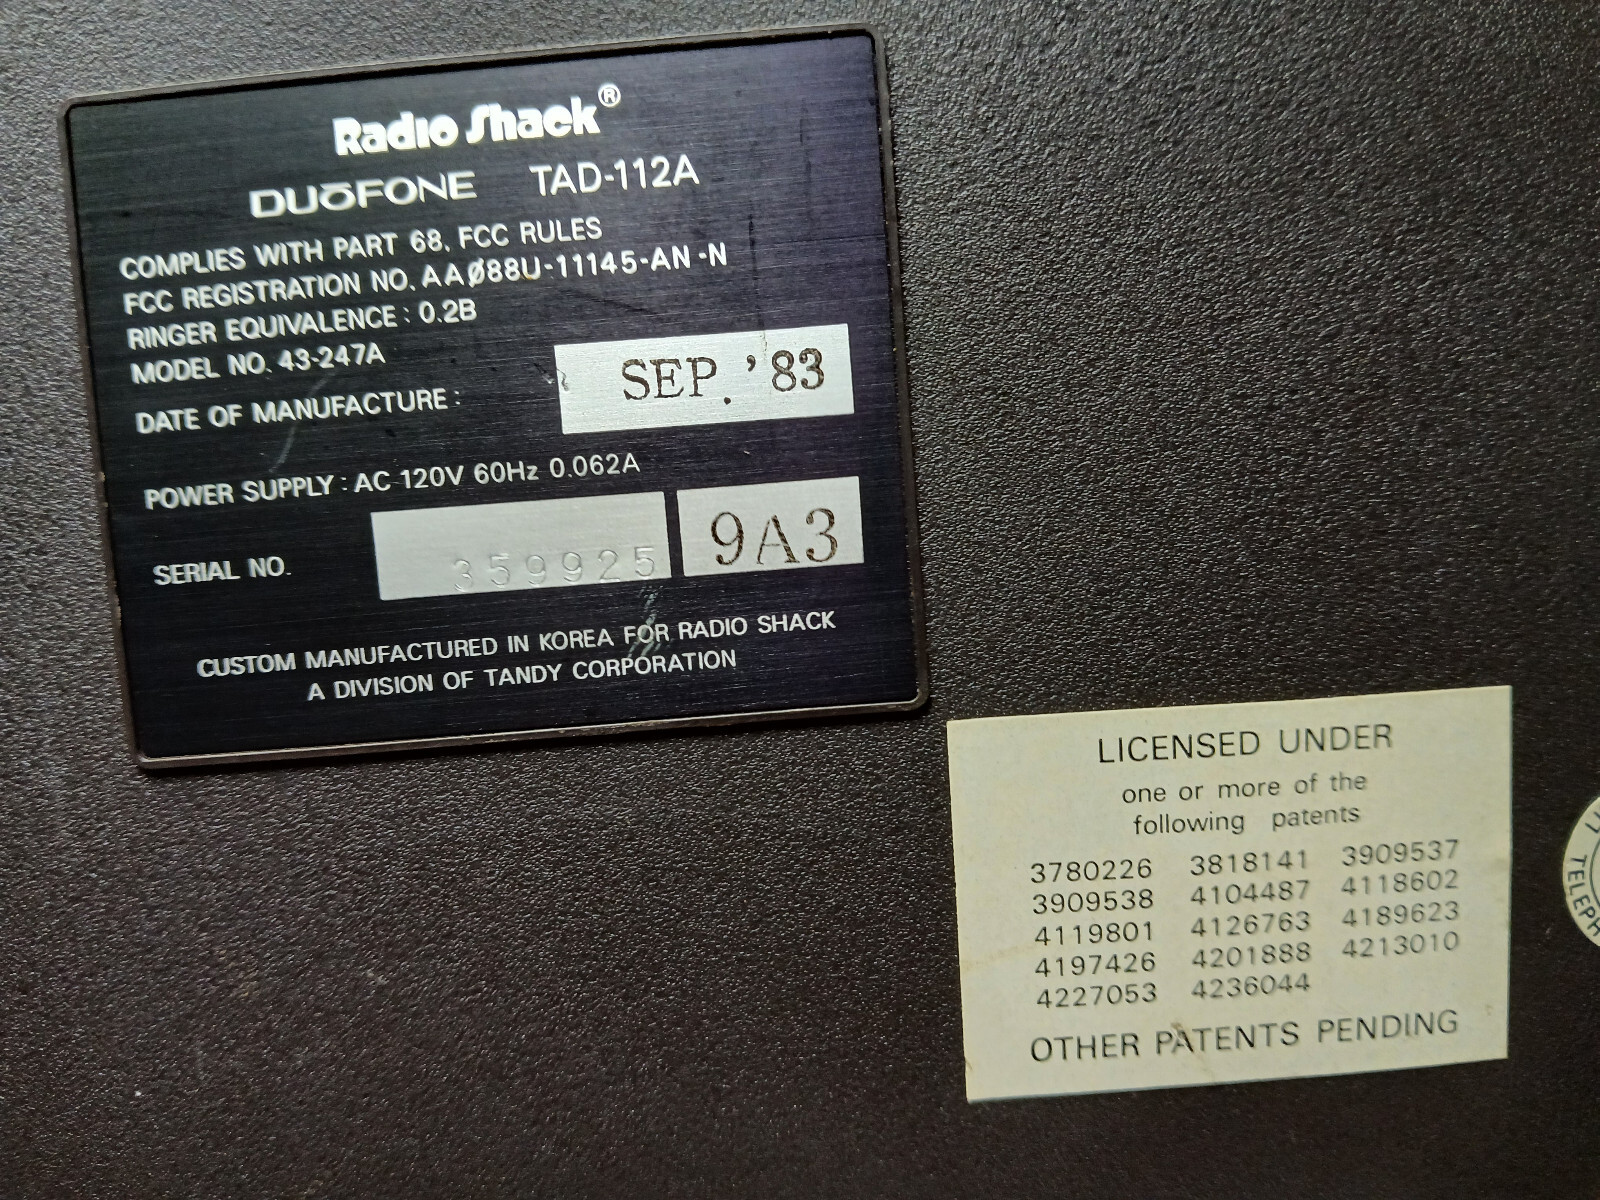 Radio Shack®
DUōFONE TAD-112A
COMPLIES WITH PART 68, FCC RULES
FCC REGISTRATION NO. AAØ88U-11145-AN-N
RINGER EQUIVALENCE : 0.2B
MODEL NO. 43-247A
DATE OF MANUFACTURE : SEP. '83
POWER SUPPLY : AC 120V 60Hz 0.062A
SERIAL NO. 359925 9A3
CUSTOM MANUFACTURED IN KOREA FOR RADIO SHACK
A DIVISION OF TANDY CORPORATION
LICENSED UNDER
one or more of the
following patents
3780226 3818141 3909537
3909538 4104487 4118602
4119801 4126763 4189623
4197426 4201888 4213010
4227053 4236044
OTHER PATENTS PENDING